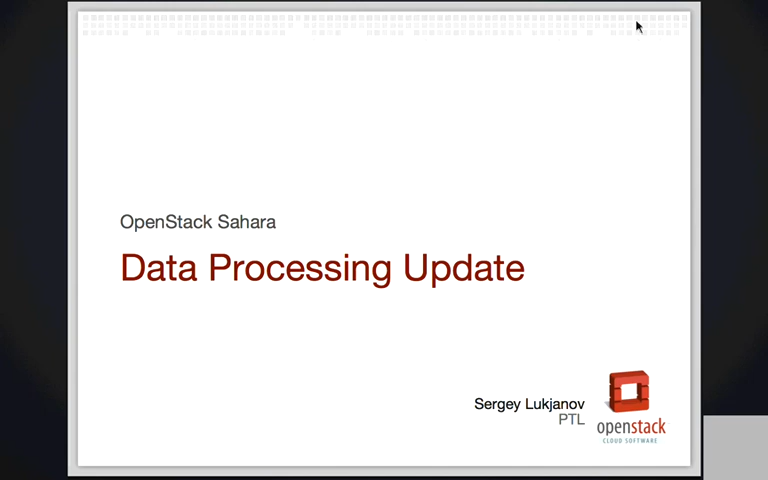 OpenStack Sahara
Data Processing Update
Sergey Lukjanov
PTL
openstack
CLOUD SOFTWARE